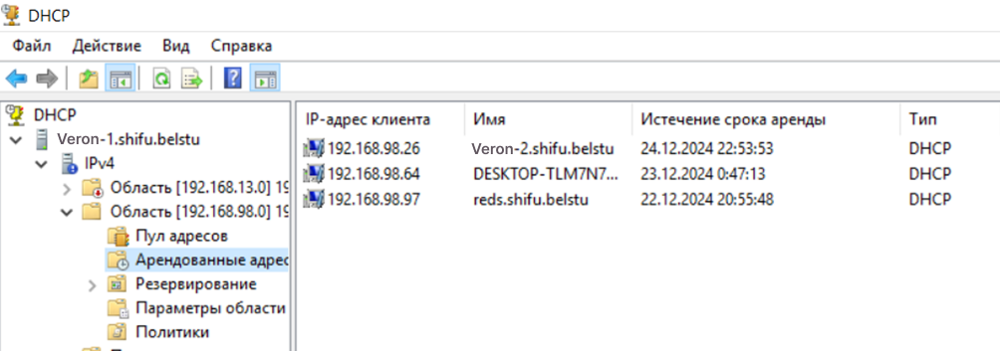 DHCP
Файл Действие Вид Справка
DHCP
Veron-1.shifu.belstu
IPv4
Область [192.168.13.0] 19
Область [192.168.98.0] 19
Пул адресов
Арендованные адрес
Резервирование
Параметры области
Политики
IP-адрес клиента Имя Истечение срока аренды Тип
192.168.98.26 Veron-2.shifu.belstu 24.12.2024 22:53:53 DHCP
192.168.98.64 DESKTOP-TLM7N7... 23.12.2024 0:47:13 DHCP
192.168.98.97 reds.shifu.belstu 22.12.2024 20:55:48 DHCP